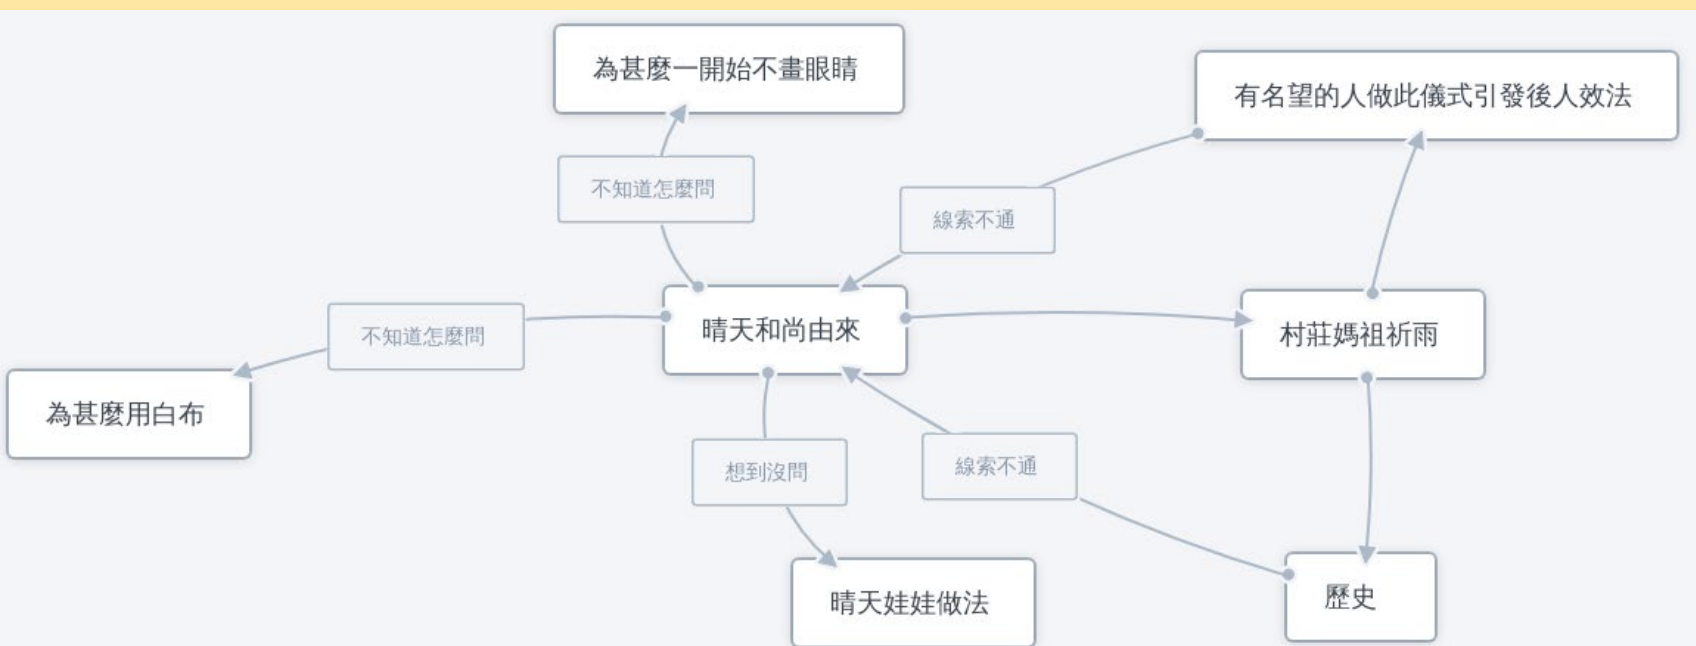 為甚麼一開始不畫眼睛
有名望的人做此儀式引發後人效法
不知道怎麼問
線索不通
晴天和尚由來
村莊媽祖祈雨
不知道怎麼問
為甚麼用白布
想到沒問
線索不通
晴天娃娃做法
歷史